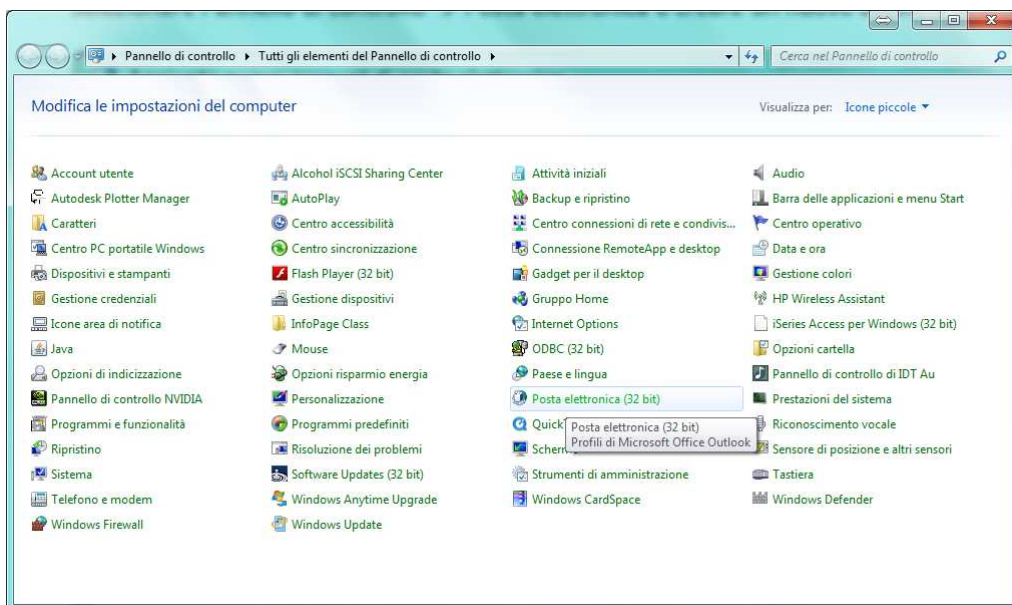 Pannello di controllo Tutti gli elementi del Pannello di controllo
Cerca nel Pannello di controllo
Modifica le impostazioni del computer
Visualizza per: Icone piccole
Account utente
Alcohol iSCSI Sharing Center
Attività iniziali
Audio
Autodesk Plotter Manager
AutoPlay
Backup e ripristino
Barra delle applicazioni e menu Start
Caratteri
Centro accessibilità
Centro connessioni di rete e condivis...
Centro operativo
Centro PC portatile Windows
Centro sincronizzazione
Connessione RemoteApp e desktop
Data e ora
Dispositivi e stampanti
Flash Player (32 bit)
Gadget per il desktop
Gestione colori
Gestione credenziali
Gestione dispositivi
Gruppo Home
HP Wireless Assistant
Icone area di notifica
InfoPage Class
Internet Options
iSeries Access per Windows (32 bit)
Java
Mouse
ODBC (32 bit)
Opzioni cartella
Opzioni di indicizzazione
Opzioni risparmio energia
Paese e lingua
Pannello di controllo di IDT Au
Pannello di controllo NVIDIA
Personalizzazione
Posta elettronica (32 bit)
Prestazioni del sistema
Programmi e funzionalità
Programmi predefiniti
Quick
Posta elettronica (32 bit)
Profili di Microsoft Office Outlook
Riconoscimento vocale
Ripristino
Risoluzione dei problemi
Sensore di posizione e altri sensori
Sistema
Software Updates (32 bit)
Strumenti di amministrazione
Tastiera
Telefono e modem
Windows Anytime Upgrade
Windows CardSpace
Windows Defender
Windows Firewall
Windows Update